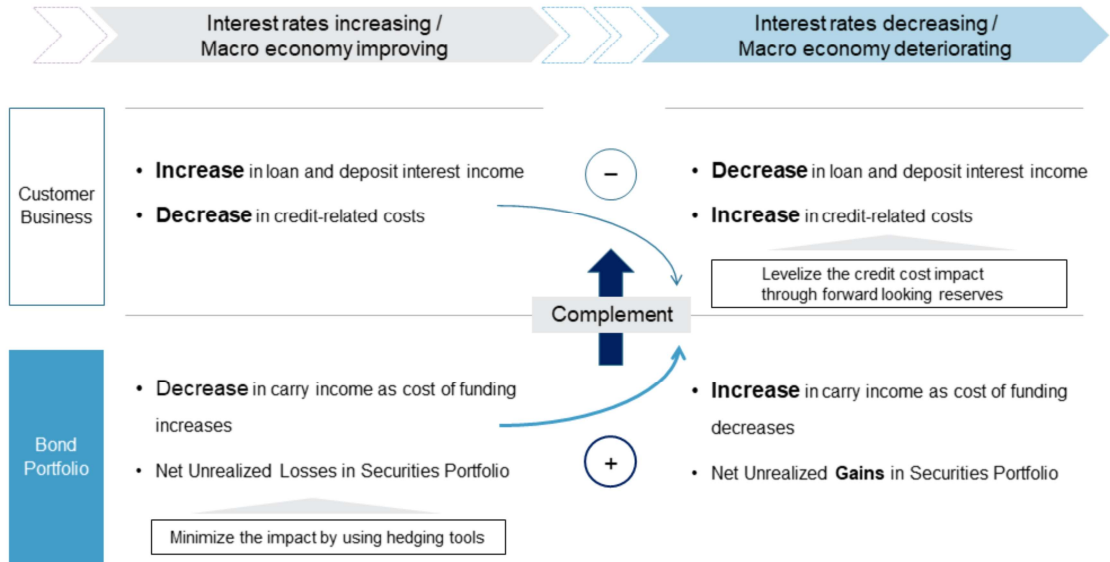 Interest rates increasing /
Macro economy improving
Interest rates decreasing /
Macro economy deteriorating
Customer
Business
• Increase in loan and deposit interest income
• Decrease in credit-related costs
−
• Decrease in loan and deposit interest income
• Increase in credit-related costs
Levelize the credit cost impact
through forward looking reserves
Complement
Bond
Portfolio
• Decrease in carry income as cost of funding
increases
• Net Unrealized Losses in Securities Portfolio
Minimize the impact by using hedging tools
+
• Increase in carry income as cost of funding
decreases
• Net Unrealized Gains in Securities Portfolio